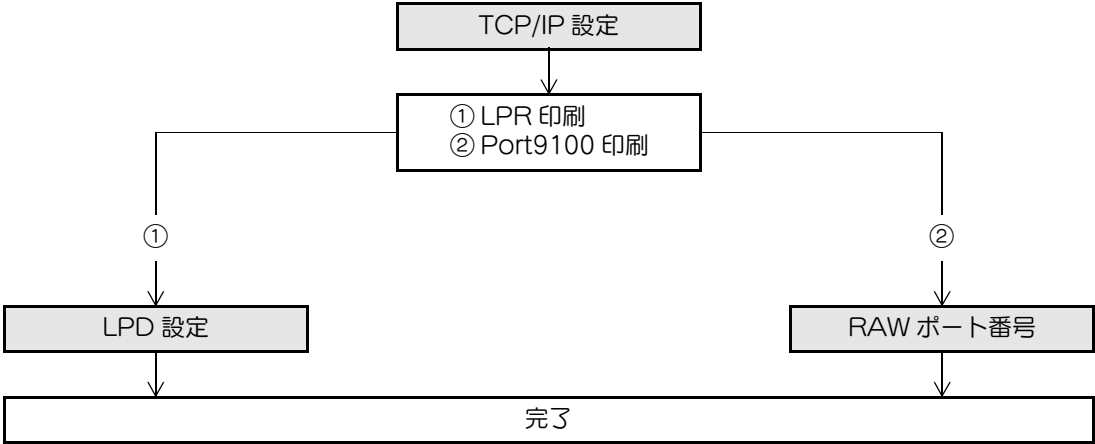 TCP/IP 設定
① LPR 印刷
② Port9100 印刷
①
②
LPD 設定
RAW ポート番号
完了